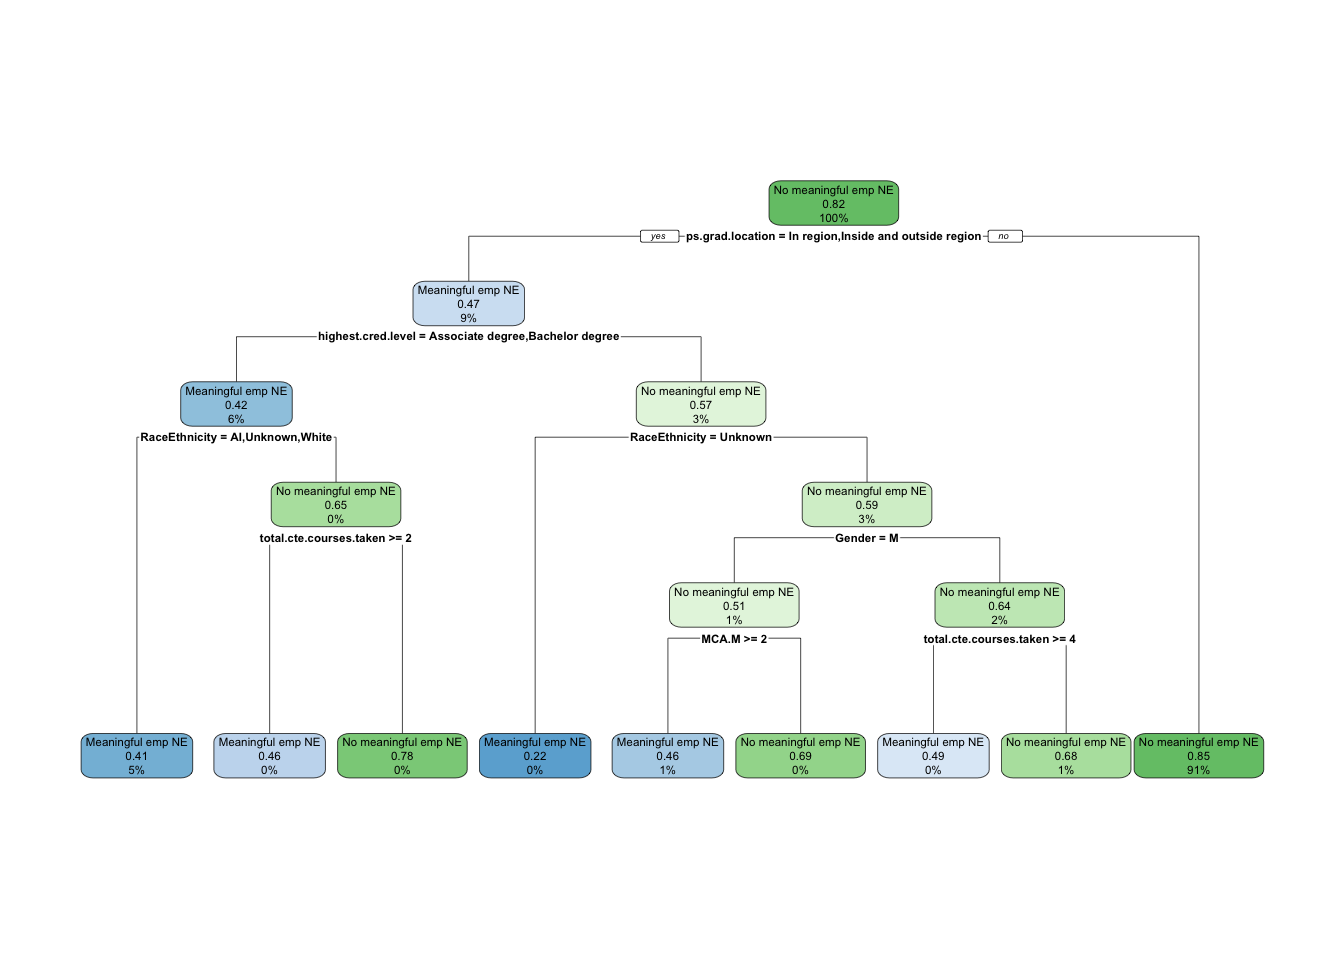 No meaningful emp NE
0.82
100%
yes
ps.grad.location = In region,Inside and outside region
no
Meaningful emp NE
0.47
9%
highest.cred.level = Associate degree,Bachelor degree
Meaningful emp NE
0.42
6%
No meaningful emp NE
0.57
3%
RaceEthnicity = AI,Unknown,White
RaceEthnicity = Unknown
No meaningful emp NE
0.65
0%
No meaningful emp NE
0.59
3%
total.cte.courses.taken >= 2
Gender = M
No meaningful emp NE
0.51
1%
No meaningful emp NE
0.64
2%
MCA.M >= 2
total.cte.courses.taken >= 4
Meaningful emp NE
0.41
5%
Meaningful emp NE
0.46
0%
No meaningful emp NE
0.78
0%
Meaningful emp NE
0.22
0%
Meaningful emp NE
0.46
1%
No meaningful emp NE
0.69
0%
Meaningful emp NE
0.49
0%
No meaningful emp NE
0.68
1%
No meaningful emp NE
0.85
91%